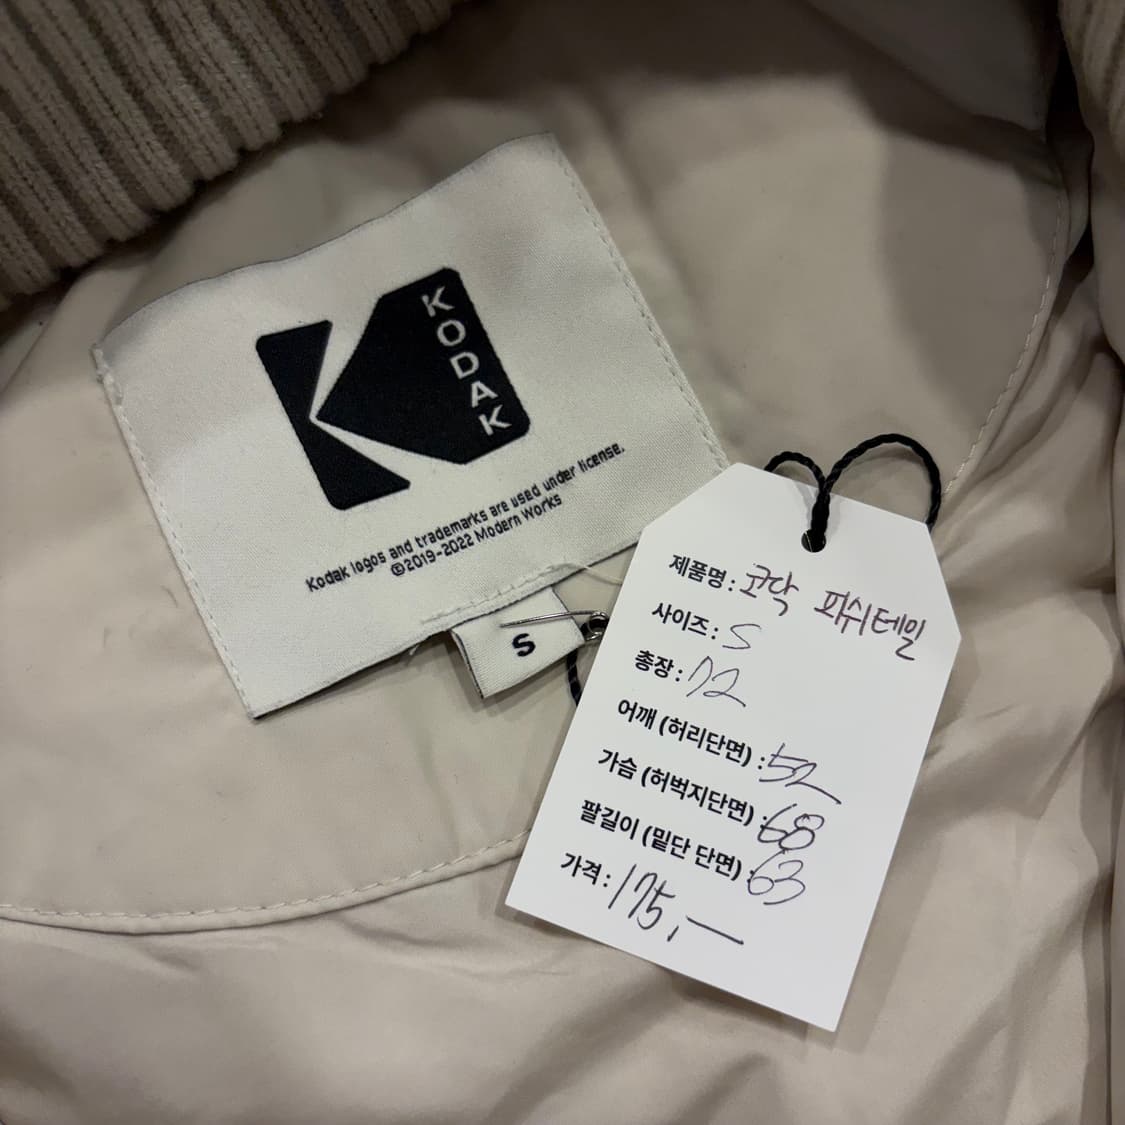 KODAK
Kodak logos and trademarks are used under license.
©2019-2022 Modern Works
S
제품명: 코닥 피쉬테일
사이즈: S
총장: 72
어깨 (허리단면) : 52
가슴 (허벅지단면) : 68
팔길이 (밑단 단면) : 63
가격: 175,—